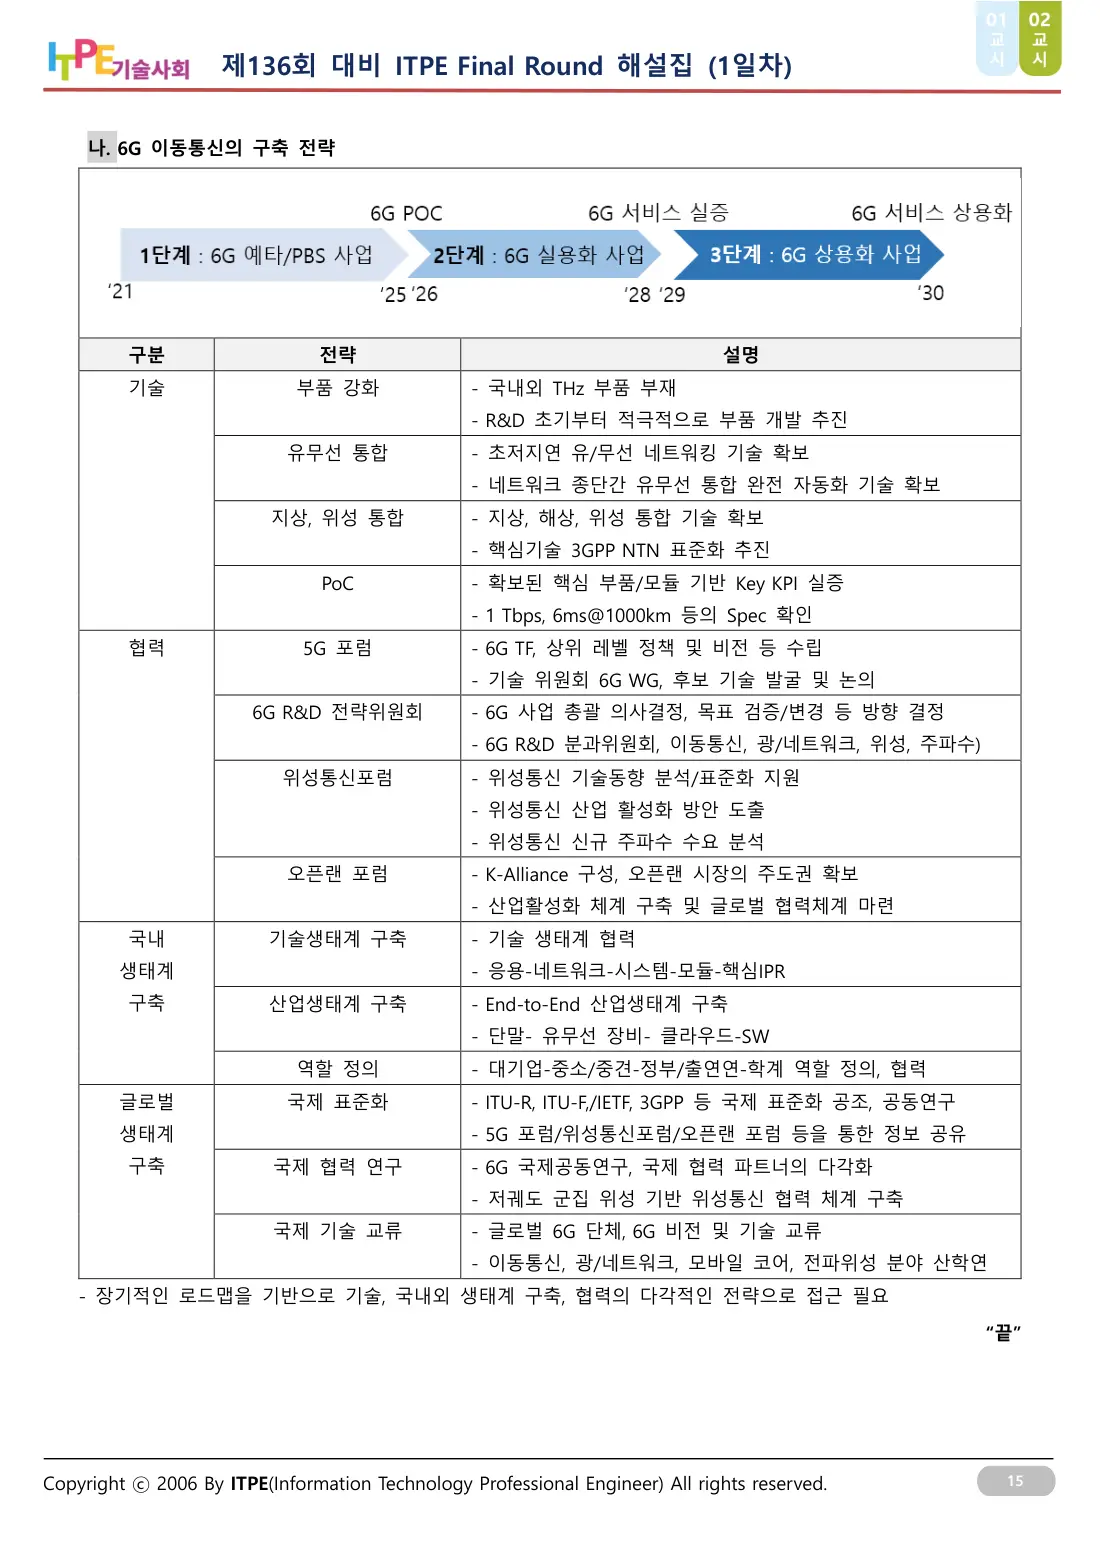 ITPE기술사회
제136회 대비 ITPE Final Round 해설집 (1일차)
01
교
시
02
교
시
나. 6G 이동통신의 구축 전략
6G POC
6G 서비스 실증
6G 서비스 상용화
1단계 : 6G 예타/PBS 사업
2단계 : 6G 실용화 사업
3단계 : 6G 상용화 사업
‘21
‘25 ‘26
‘28 ‘29
‘30
구분 전략 설명
기술 부품 강화 - 국내외 THz 부품 부재
- R&D 초기부터 적극적으로 부품 개발 추진
유무선 통합 - 초저지연 유/무선 네트워킹 기술 확보
- 네트워크 종단간 유무선 통합 완전 자동화 기술 확보
지상, 위성 통합 - 지상, 해상, 위성 통합 기술 확보
- 핵심기술 3GPP NTN 표준화 추진
PoC - 확보된 핵심 부품/모듈 기반 Key KPI 실증
- 1 Tbps, 6ms@1000km 등의 Spec 확인
협력 5G 포럼 - 6G TF, 상위 레벨 정책 및 비전 등 수립
- 기술 위원회 6G WG, 후보 기술 발굴 및 논의
6G R&D 전략위원회 - 6G 사업 총괄 의사결정, 목표 검증/변경 등 방향 결정
- 6G R&D 분과위원회, 이동통신, 광/네트워크, 위성, 주파수)
위성통신포럼 - 위성통신 기술동향 분석/표준화 지원
- 위성통신 산업 활성화 방안 도출
- 위성통신 신규 주파수 수요 분석
오픈랜 포럼 - K-Alliance 구성, 오픈랜 시장의 주도권 확보
- 산업활성화 체계 구축 및 글로벌 협력체계 마련
국내 기술생태계 구축 - 기술 생태계 협력
생태계 - 응용-네트워크-시스템-모듈-핵심IPR
구축 산업생태계 구축 - End-to-End 산업생태계 구축
- 단말- 유무선 장비- 클라우드-SW
역할 정의 - 대기업-중소/중견-정부/출연연-학계 역할 정의, 협력
글로벌 국제 표준화 - ITU-R, ITU-F,/IETF, 3GPP 등 국제 표준화 공조, 공동연구
생태계 - 5G 포럼/위성통신포럼/오픈랜 포럼 등을 통한 정보 공유
구축 국제 협력 연구 - 6G 국제공동연구, 국제 협력 파트너의 다각화
- 저궤도 군집 위성 기반 위성통신 협력 체계 구축
국제 기술 교류 - 글로벌 6G 단체, 6G 비전 및 기술 교류
- 이동통신, 광/네트워크, 모바일 코어, 전파위성 분야 산학연
- 장기적인 로드맵을 기반으로 기술, 국내외 생태계 구축, 협력의 다각적인 전략으로 접근 필요
“끝”
Copyright ⓒ 2006 By ITPE(Information Technology Professional Engineer) All rights reserved.
15